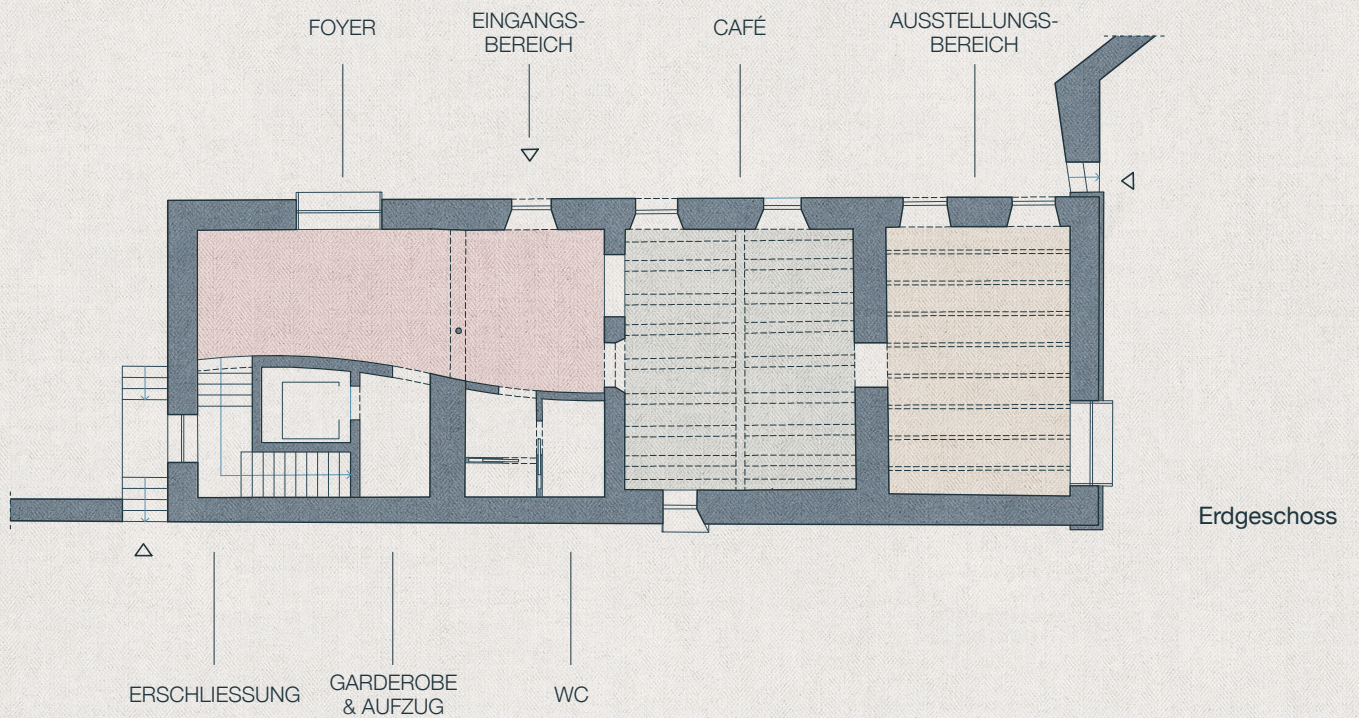 FOYER
EINGANGS-
BEREICH
CAFÉ
AUSSTELLUNGS-
BEREICH
Erdgeschoss
ERSCHLIESSUNG
GARDEROBE
& AUFZUG
WC